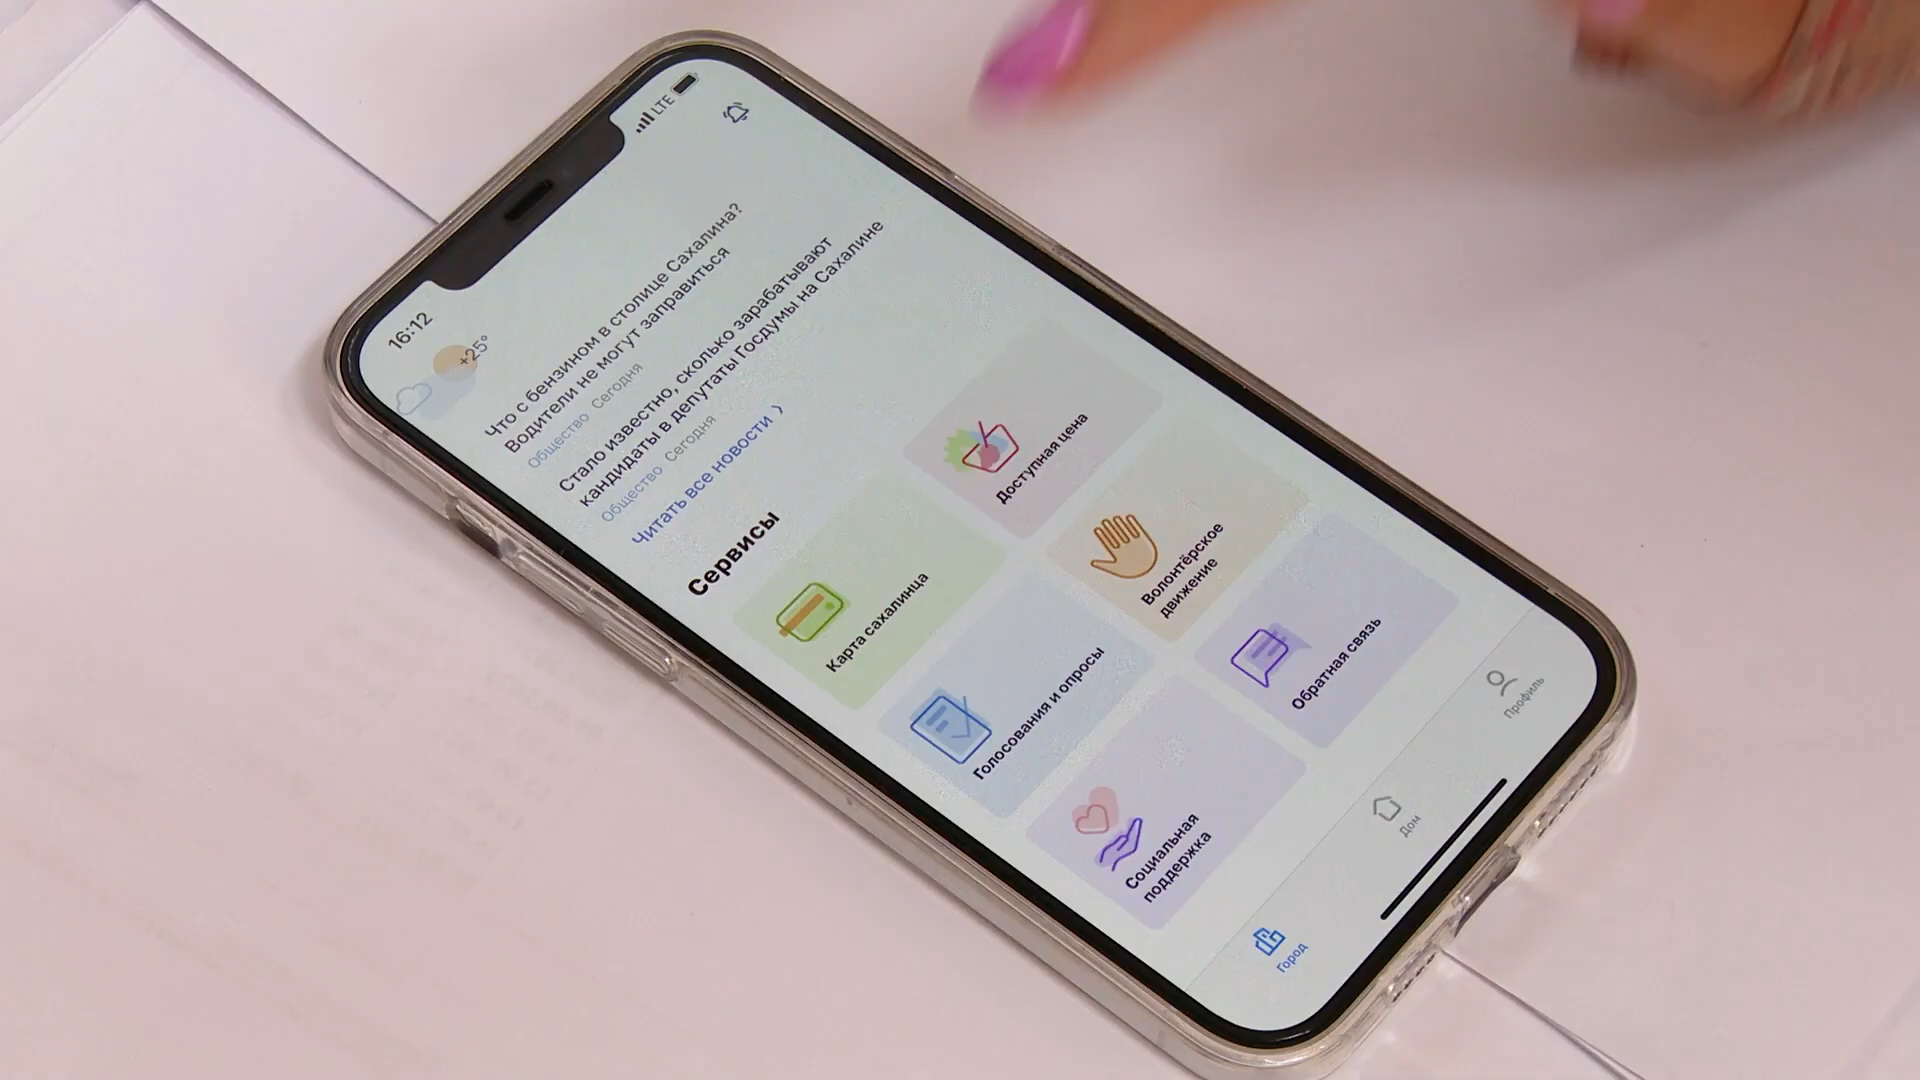 16:12
LTE
+25°
Что с бензином в столице Сахалина?
Водители не могут заправиться
Общество Сегодня
Стало известно, сколько зарабатывают
кандидаты в депутаты Госдумы на Сахалине
Общество Сегодня
Читать все новости
Сервисы
Карта сахалинца
Доступная цена
Голосования и опросы
Волонтёрское
движение
Социальная
поддержка
Обратная связь
Город
Дом
Профиль